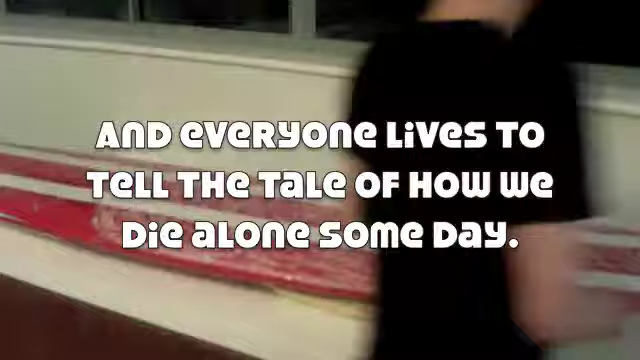 And everyone lives to
tell the tale of how we
die alone some day.